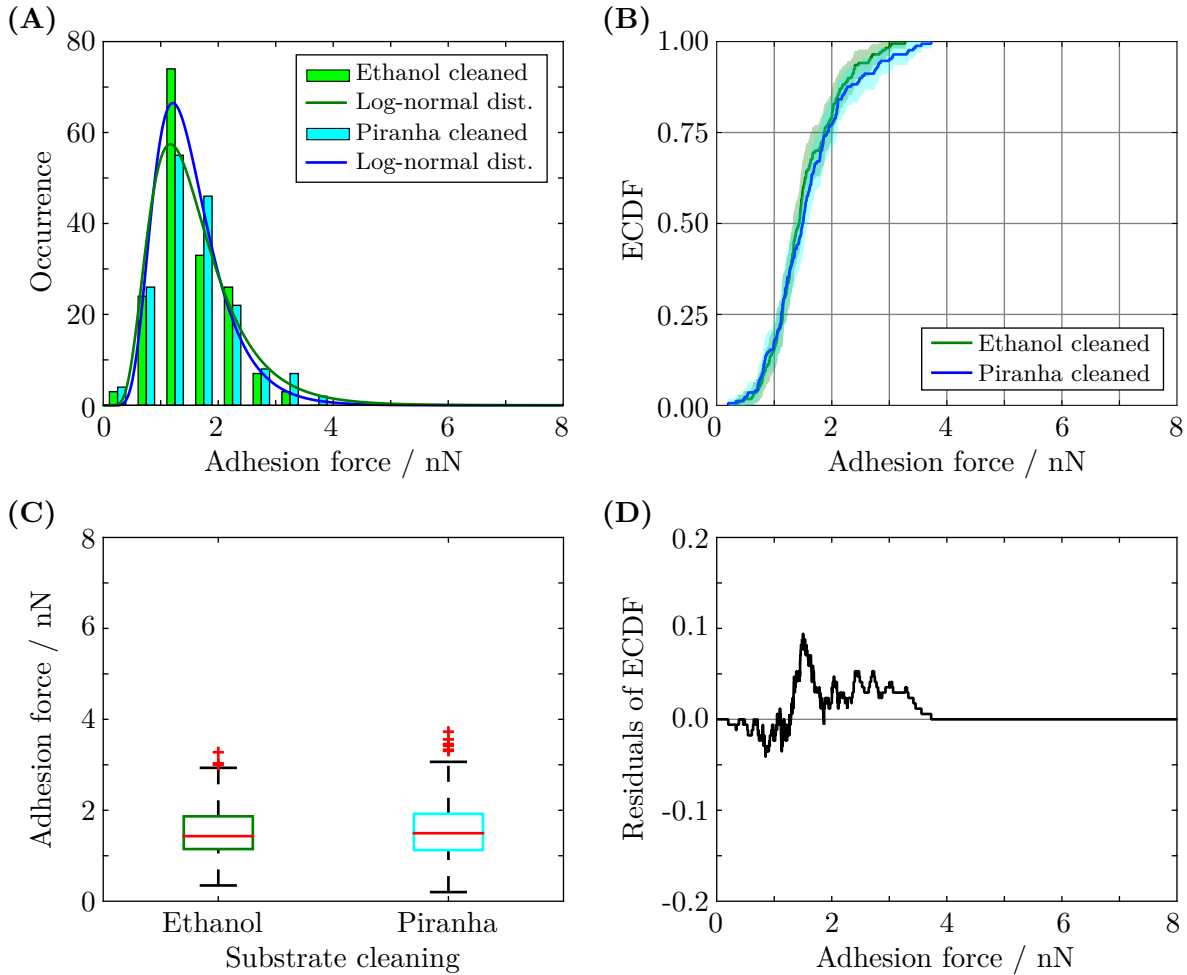 (A)
80
60
40
20
0
0
2
4
6
8
Occurrence
Adhesion force / nN
Ethanol cleaned
Log-normal dist.
Piranha cleaned
Log-normal dist.
(B)
1.00
0.75
0.50
0.25
0.00
0
2
4
6
8
ECDF
Adhesion force / nN
Ethanol cleaned
Piranha cleaned
(C)
8
6
4
2
0
Adhesion force / nN
Ethanol
Piranha
Substrate cleaning
(D)
0.2
0.1
0.0
-0.1
-0.2
0
2
4
6
8
Residuals of ECDF
Adhesion force / nN